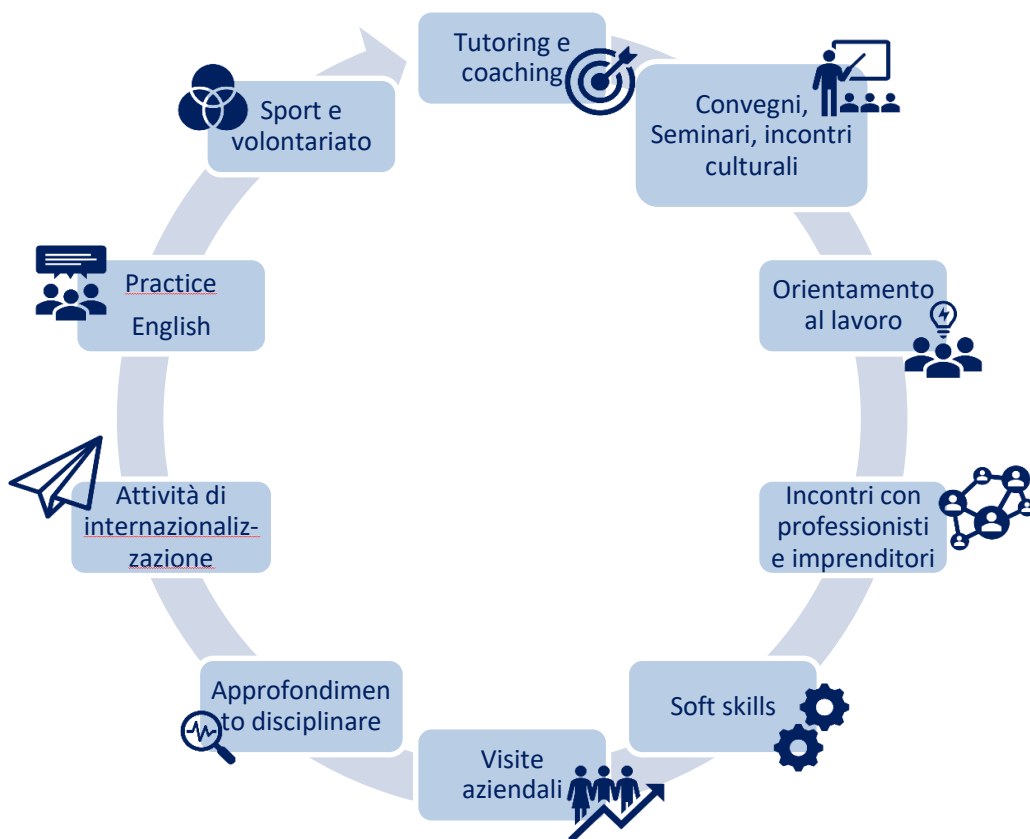 Tutoring e
coaching
Convegni,
Seminari, incontri
culturali
Orientamento
al lavoro
Incontri con
professionisti
e imprenditori
Soft skills
Visite
aziendali
Approfondimen
to disciplinare
Attività di
internazionaliz-
zazione
Practice
English
Sport e
volontariato